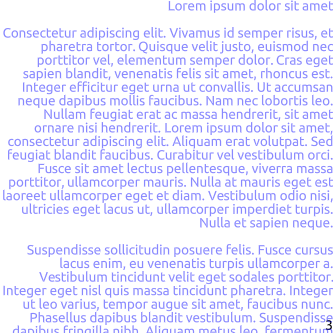 Lorem ipsum dolor sit amet
Consectetur adipiscing elit. Vivamus id semper risus, et
pharetra tortor. Quisque velit justo, euismod nec
porttitor vel, elementum semper dolor. Cras eget
sapien blandit, venenatis felis sit amet, rhoncus est.
Integer efficitur eget urna ut convallis. Ut accumsan
neque dapibus mollis faucibus. Nam nec lobortis leo.
Nullam feugiat erat ac massa hendrerit, sit amet
ornare nisi hendrerit. Lorem ipsum dolor sit amet,
consectetur adipiscing elit. Aliquam erat volutpat. Sed
feugiat blandit faucibus. Curabitur vel vestibulum orci.
Fusce sit amet lectus pellentesque, viverra massa
porttitor, ullamcorper mauris. Nulla at mauris eget est
laoreet ullamcorper eget et diam. Vestibulum odio nisi,
ultricies eget lacus ut, ullamcorper imperdiet turpis.
Nulla et sapien neque.
Suspendisse sollicitudin posuere felis. Fusce cursus
lacus enim, eu venenatis turpis ullamcorper a.
Vestibulum tincidunt velit eget sodales porttitor.
Integer eget nisl quis massa tincidunt pharetra. Integer
ut leo varius, tempor augue sit amet, faucibus nunc.
Phasellus dapibus blandit vestibulum. Suspendisse
dapibus fringilla nibh. Aliquam metus leo, fermentum